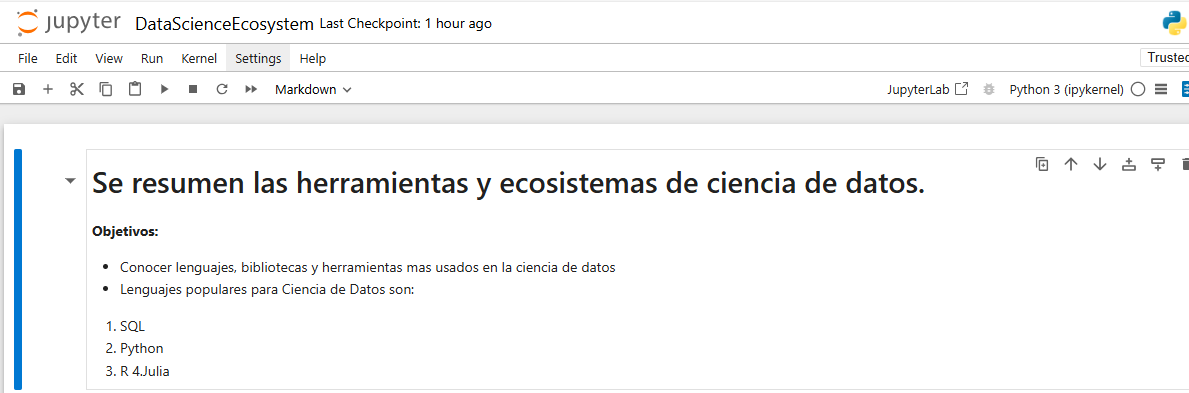 jupyter DataScienceEcosystem Last Checkpoint: 1 hour ago
File Edit View Run Kernel Settings Help Trusted
Markdown JupyterLab Python 3 (ipykernel)
Se resumen las herramientas y ecosistemas de ciencia de datos.
Objetivos:
• Conocer lenguajes, bibliotecas y herramientas mas usados en la ciencia de datos
• Lenguajes populares para Ciencia de Datos son:
1. SQL
2. Python
3. R 4.Julia